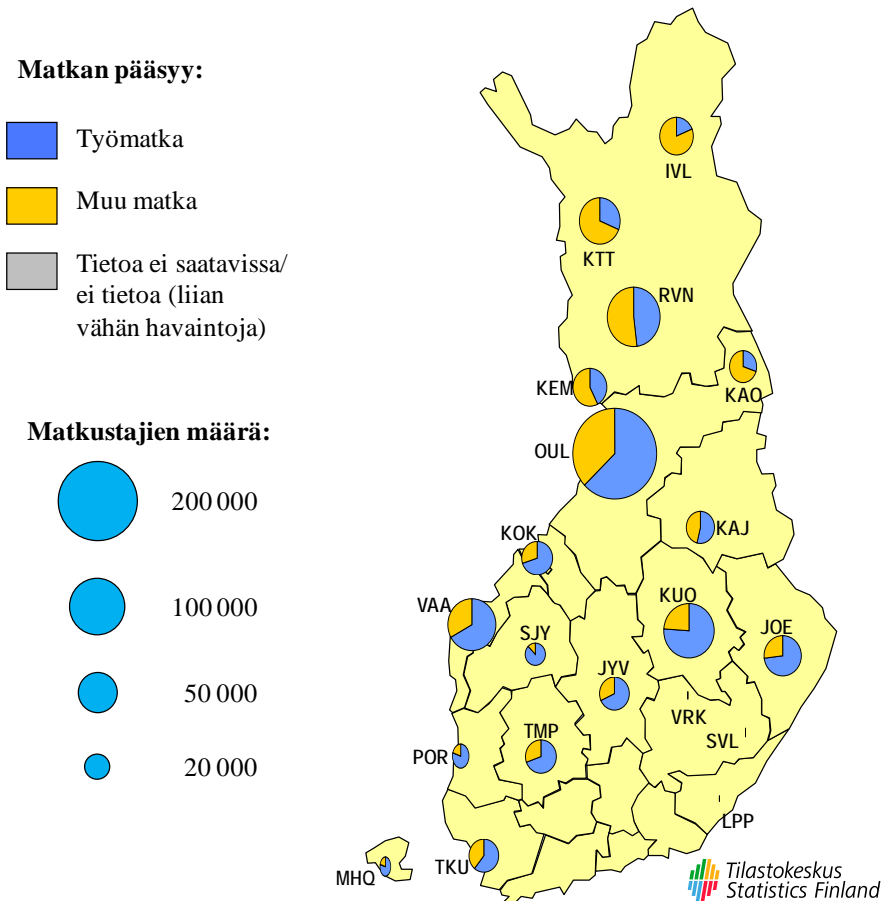 Matkan pääsyy:
Työmatka
Muu matka
Tietoa ei saatavissa/
ei tietoa (liian
vähän havaintoja)
Matkustajien määrä:
200 000
100 000
50 000
20 000
IVL
KTT
RVN
KEM
KAO
OUL
KOK
KAJ
VAA
SJY
KUO
JOE
JYV
VRK
SVL
POR
TMP
LPP
MHQ
TKU
Tilastokeskus
Statistics Finland